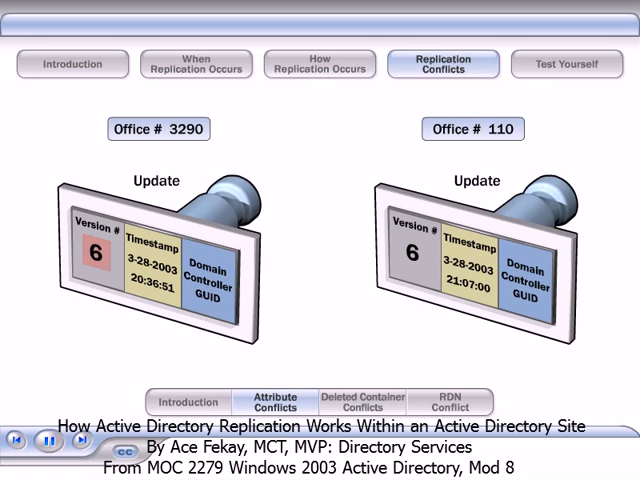 Introduction
When
Replication Occurs
How
Replication Occurs
Replication
Conflicts
Test Yourself
Office # 3290
Office # 110
Update
Version #
6
Timestamp
3-28-2003
20:36:51
Domain
Controller
GUID
Update
Version #
6
Timestamp
3-28-2003
21:07:00
Domain
Controller
GUID
Introduction
Attribute
Conflicts
Deleted Container
Conflicts
RDN
Conflict
How Active Directory Replication Works Within an Active Directory Site
By Ace Fekay, MCT, MVP: Directory Services
From MOC 2279 Windows 2003 Active Directory, Mod 8
CC